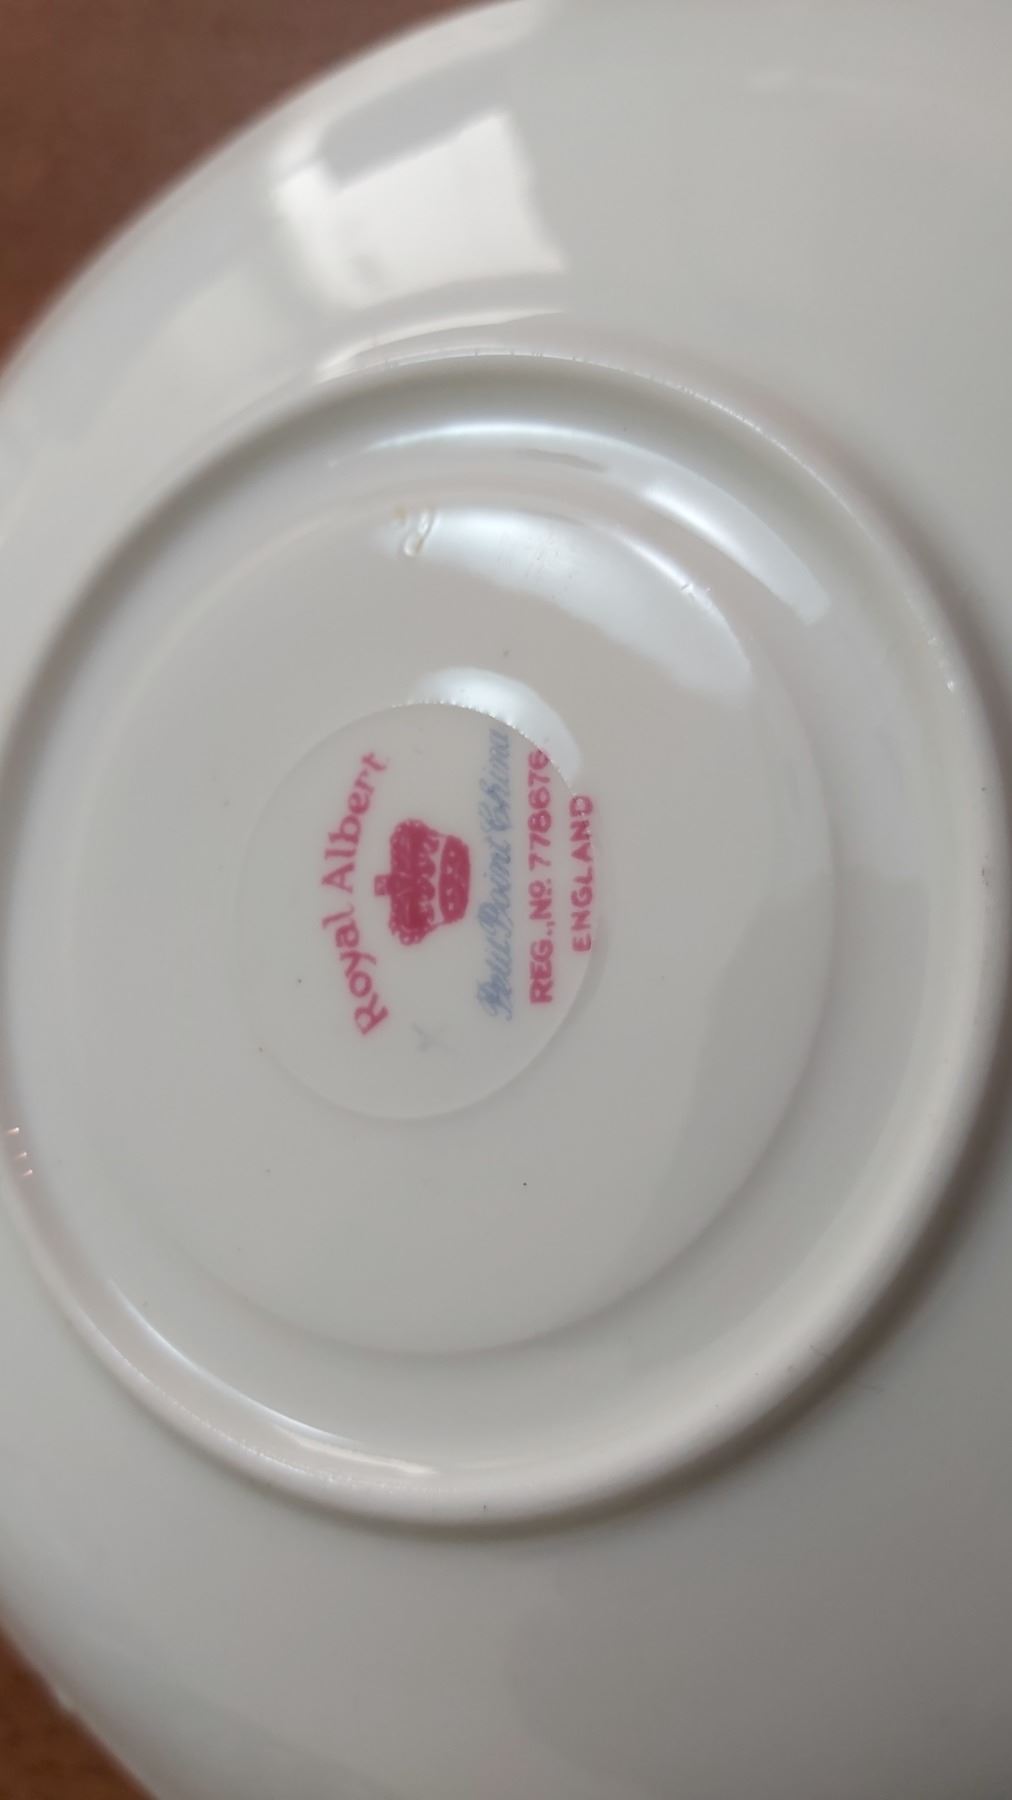 Royal Albert
Petit Point China
REG., Nº. 778676
ENGLAND